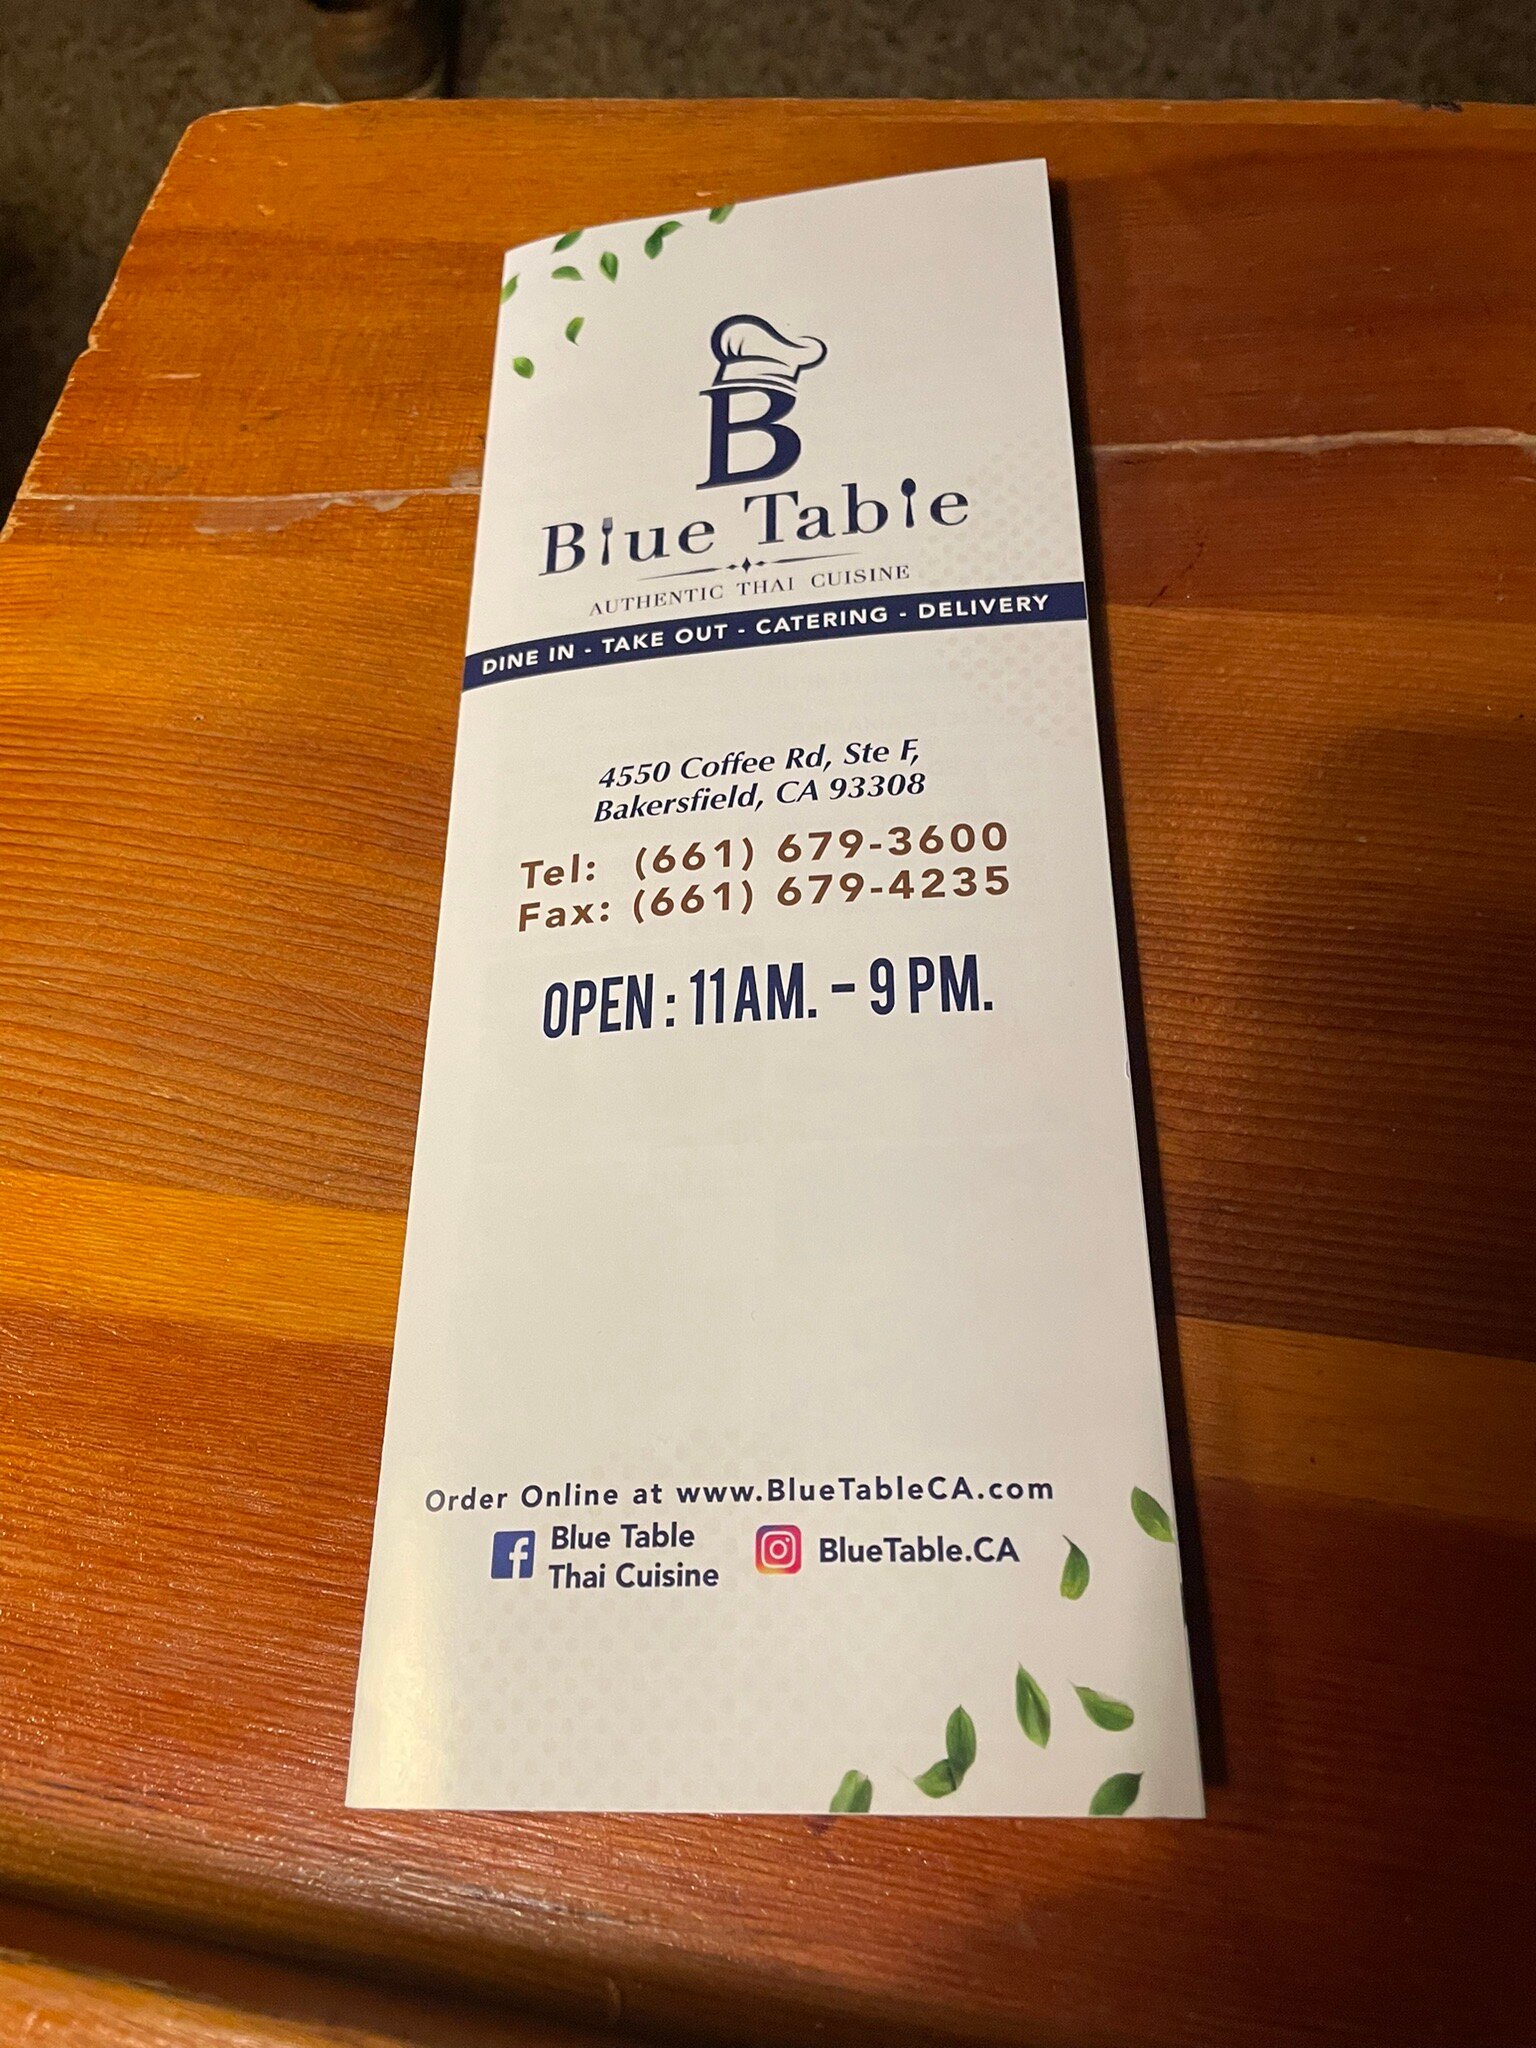 B
Blue Table
AUTHENTIC THAI CUISINE
DINE IN - TAKE OUT - CATERING - DELIVERY
4550 Coffee Rd, Ste F,
Bakersfield, CA 93308
Tel: (661) 679-3600
Fax: (661) 679-4235
OPEN : 11 AM. - 9 PM.
Order Online at www.BlueTableCA.com
Blue Table
Thai Cuisine
BlueTable.CA